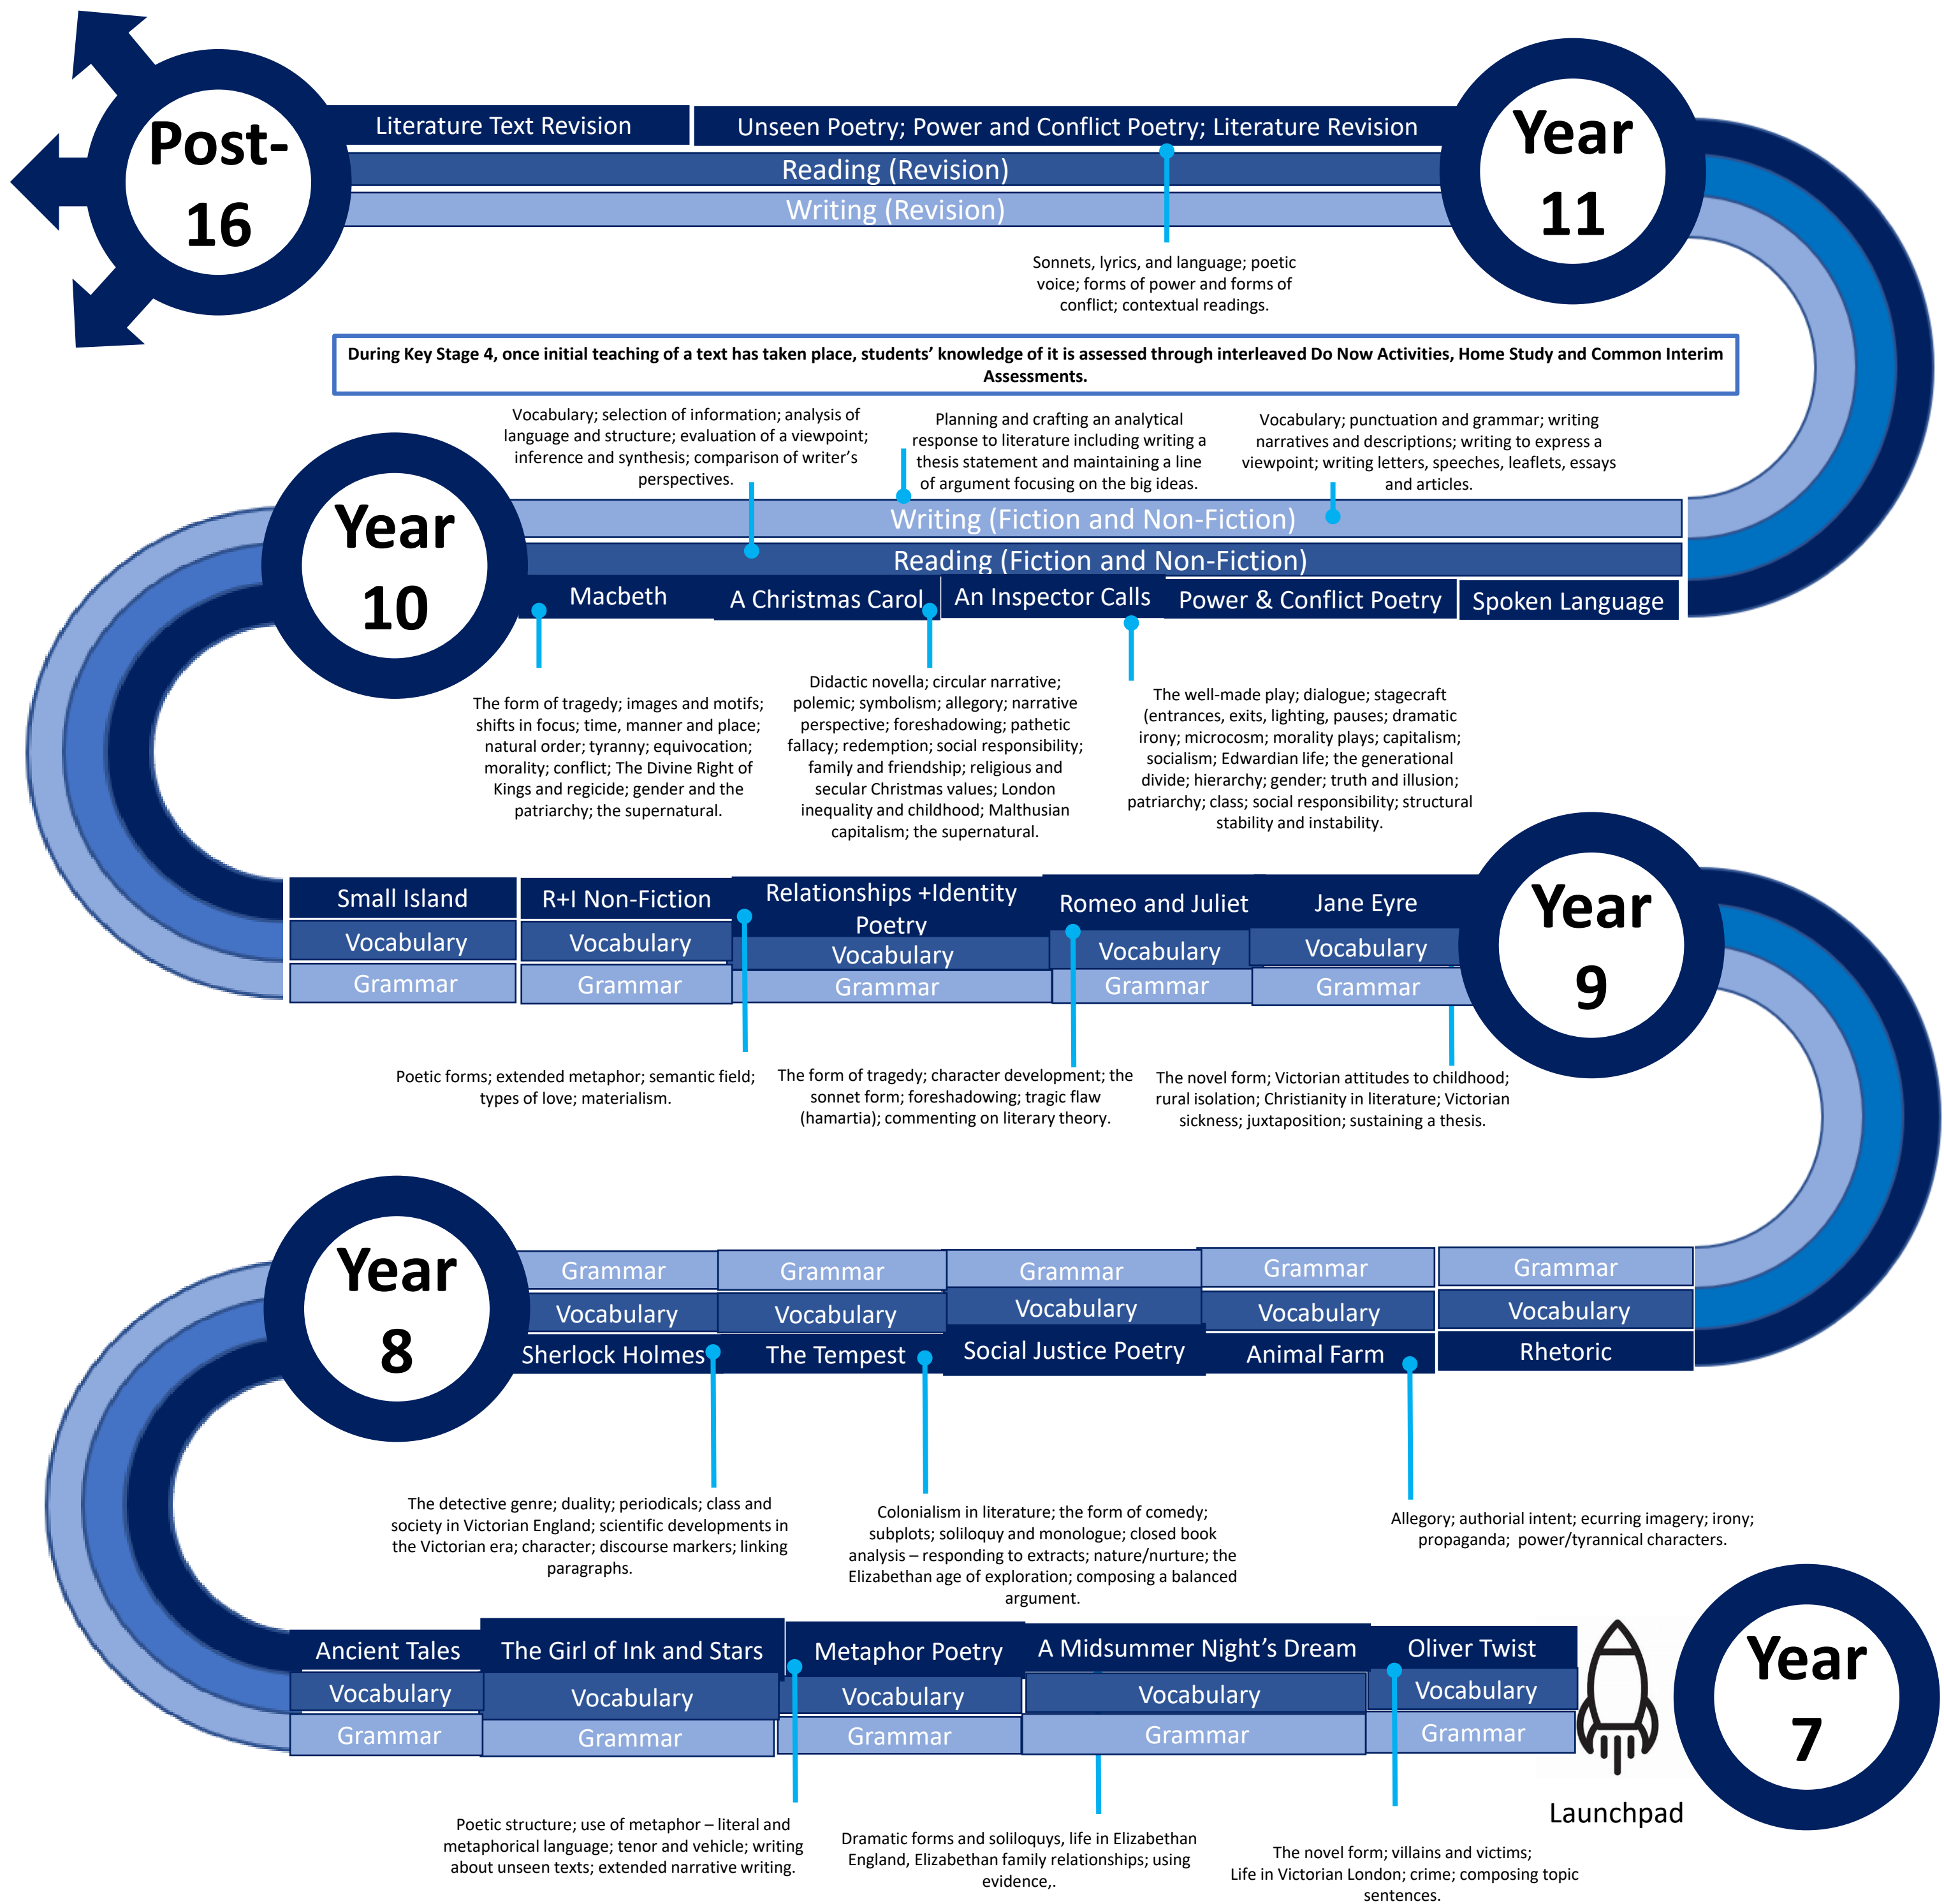 Post-
16
Literature Text Revision
Unseen Poetry; Power and Conflict Poetry; Literature Revision
Reading (Revision)
Writing (Revision)
Year
11
Sonnets, lyrics, and language; poetic
voice; forms of power and forms of
conflict; contextual readings.
During Key Stage 4, once initial teaching of a text has taken place, students’ knowledge of it is assessed through interleaved Do Now Activities, Home Study and Common Interim
Assessments.
Vocabulary; selection of information; analysis of
language and structure; evaluation of a viewpoint;
inference and synthesis; comparison of writer’s
perspectives.
Planning and crafting an analytical
response to literature including writing a
thesis statement and maintaining a line
of argument focusing on the big ideas.
Vocabulary; punctuation and grammar; writing
narratives and descriptions; writing to express a
viewpoint; writing letters, speeches, leaflets, essays
and articles.
Year
10
Writing (Fiction and Non-Fiction)
Reading (Fiction and Non-Fiction)
Macbeth
A Christmas Carol
An Inspector Calls
Power & Conflict Poetry
Spoken Language
The form of tragedy; images and motifs;
shifts in focus; time, manner and place;
natural order; tyranny; equivocation;
morality; conflict; The Divine Right of
Kings and regicide; gender and the
patriarchy; the supernatural.
Didactic novella; circular narrative;
polemic; symbolism; allegory; narrative
perspective; foreshadowing; pathetic
fallacy; redemption; social responsibility;
family and friendship; religious and
secular Christmas values; London
inequality and childhood; Malthusian
capitalism; the supernatural.
The well-made play; dialogue; stagecraft
(entrances, exits, lighting, pauses; dramatic
irony; microcosm; morality plays; capitalism;
socialism; Edwardian life; the generational
divide; hierarchy; gender; truth and illusion;
patriarchy; class; social responsibility; structural
stability and instability.
Small Island
Vocabulary
Grammar
R+I Non-Fiction
Vocabulary
Grammar
Relationships +Identity
Poetry
Vocabulary
Grammar
Romeo and Juliet
Vocabulary
Grammar
Jane Eyre
Vocabulary
Grammar
Year
9
Poetic forms; extended metaphor; semantic field;
types of love; materialism.
The form of tragedy; character development; the
sonnet form; foreshadowing; tragic flaw
(hamartia); commenting on literary theory.
The novel form; Victorian attitudes to childhood;
rural isolation; Christianity in literature; Victorian
sickness; juxtaposition; sustaining a thesis.
Year
8
Grammar
Vocabulary
Sherlock Holmes
Grammar
Vocabulary
The Tempest
Grammar
Vocabulary
Social Justice Poetry
Grammar
Vocabulary
Animal Farm
Grammar
Vocabulary
Rhetoric
The detective genre; duality; periodicals; class and
society in Victorian England; scientific developments in
the Victorian era; character; discourse markers; linking
paragraphs.
Colonialism in literature; the form of comedy;
subplots; soliloquy and monologue; closed book
analysis – responding to extracts; nature/nurture; the
Elizabethan age of exploration; composing a balanced
argument.
Allegory; authorial intent; ecurring imagery; irony;
propaganda; power/tyrannical characters.
Ancient Tales
Vocabulary
Grammar
The Girl of Ink and Stars
Vocabulary
Grammar
Metaphor Poetry
Vocabulary
Grammar
A Midsummer Night’s Dream
Vocabulary
Grammar
Oliver Twist
Vocabulary
Grammar
Launchpad
Year
7
Poetic structure; use of metaphor – literal and
metaphorical language; tenor and vehicle; writing
about unseen texts; extended narrative writing.
Dramatic forms and soliloquys, life in Elizabethan
England, Elizabethan family relationships; using
evidence,.
The novel form; villains and victims;
Life in Victorian London; crime; composing topic
sentences.